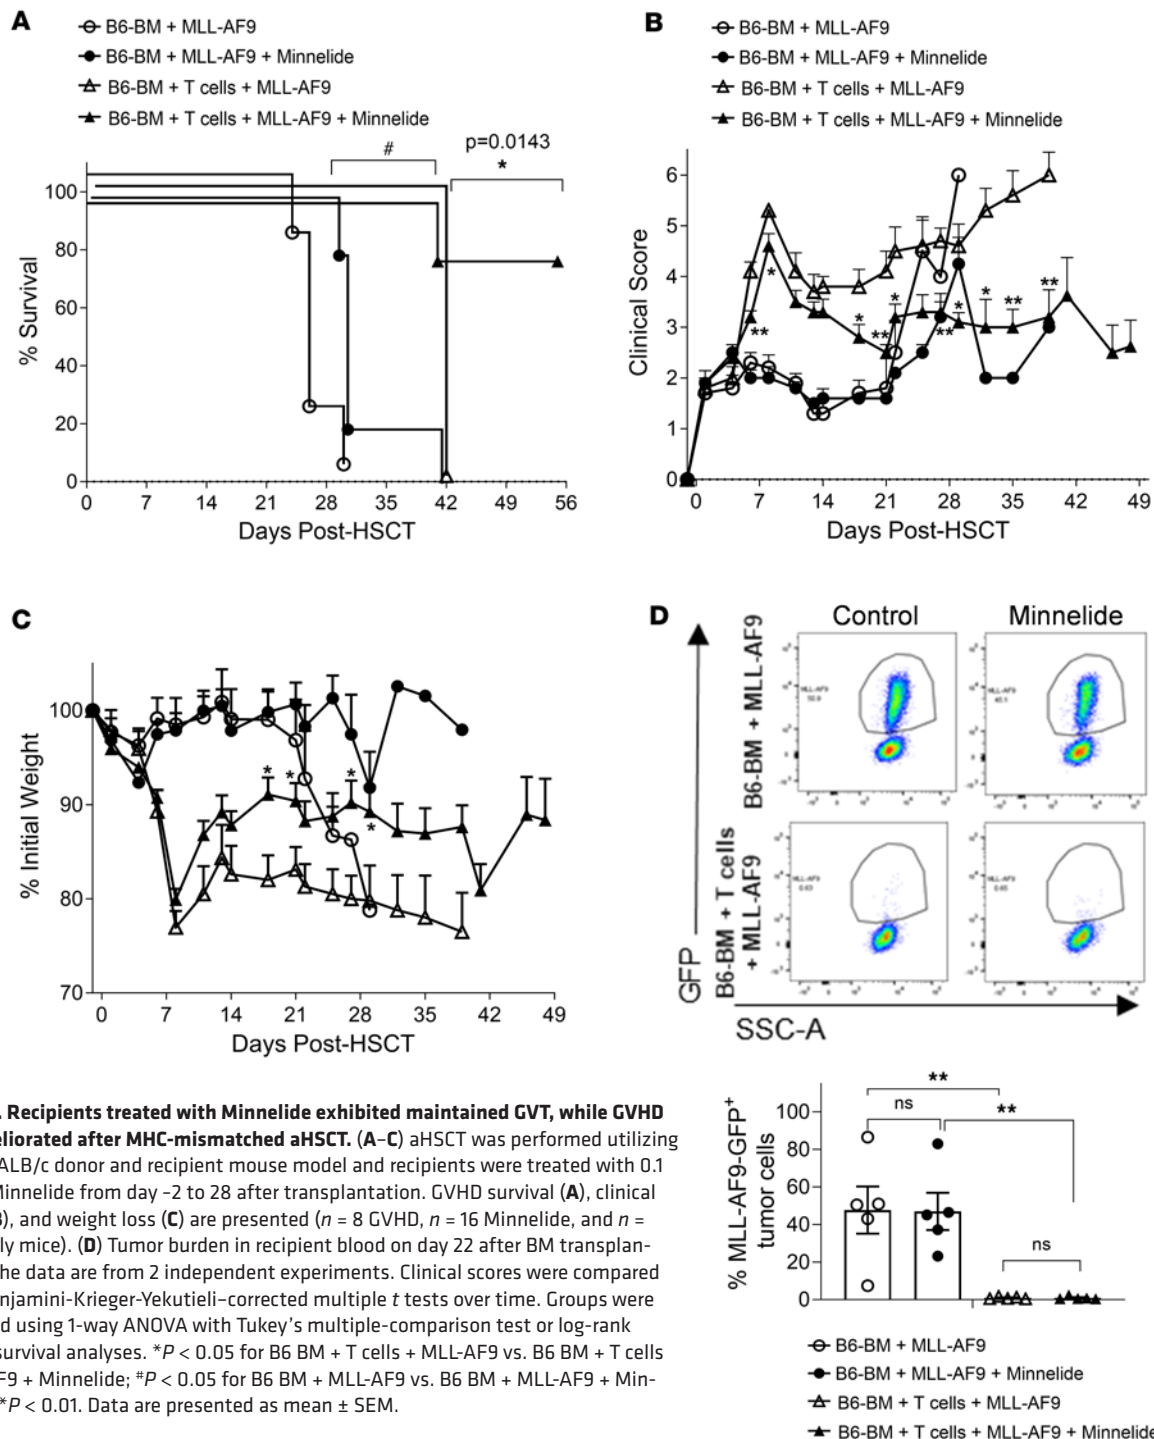 A
B6-BM + MLL-AF9
B6-BM + MLL-AF9 + Minnelide
B6-BM + T cells + MLL-AF9
B6-BM + T cells + MLL-AF9 + Minnelide
#
p=0.0143
*
% Survival
100
80
60
40
20
0
0 7 14 21 28 35 42 49 56
Days Post-HSCT
B
B6-BM + MLL-AF9
B6-BM + MLL-AF9 + Minnelide
B6-BM + T cells + MLL-AF9
B6-BM + T cells + MLL-AF9 + Minnelide
Clinical Score
6
5
4
3
2
1
0
** * * ** * ** * * ** **
0 7 14 21 28 35 42 49
Days Post-HSCT
C
% Initial Weight
100
90
80
70
* * * *
0 7 14 21 28 35 42 49
Days Post-HSCT
D
Control Minnelide
B6-BM + MLL-AF9
MLL-AF9
MLL-AF9
B6-BM + T cells
+ MLL-AF9
MLL-AF9
0.63
MLL-AF9
0.65
GFP
SSC-A
. Recipients treated with Minnelide exhibited maintained GVT, while GVHD
eliorated after MHC-mismatched aHSCT. (A–C) aHSCT was performed utilizing
ALB/c donor and recipient mouse model and recipients were treated with 0.1
Minnelide from day –2 to 28 after transplantation. GVHD survival (A), clinical
B), and weight loss (C) are presented (n = 8 GVHD, n = 16 Minnelide, and n =
ly mice). (D) Tumor burden in recipient blood on day 22 after BM transplan-
he data are from 2 independent experiments. Clinical scores were compared
njamini-Krieger-Yekutieli–corrected multiple t tests over time. Groups were
d using 1-way ANOVA with Tukey's multiple-comparison test or log-rank
survival analyses. *P < 0.05 for B6 BM + T cells + MLL-AF9 vs. B6 BM + T cells
F9 + Minnelide; #P < 0.05 for B6 BM + MLL-AF9 vs. B6 BM + MLL-AF9 + Min-
*P < 0.01. Data are presented as mean ± SEM.
% MLL-AF9-GFP+
tumor cells
100
80
60
40
20
0
**
ns
**
ns
B6-BM + MLL-AF9
B6-BM + MLL-AF9 + Minnelide
B6-BM + T cells + MLL-AF9
B6-BM + T cells + MLL-AF9 + Minnelide